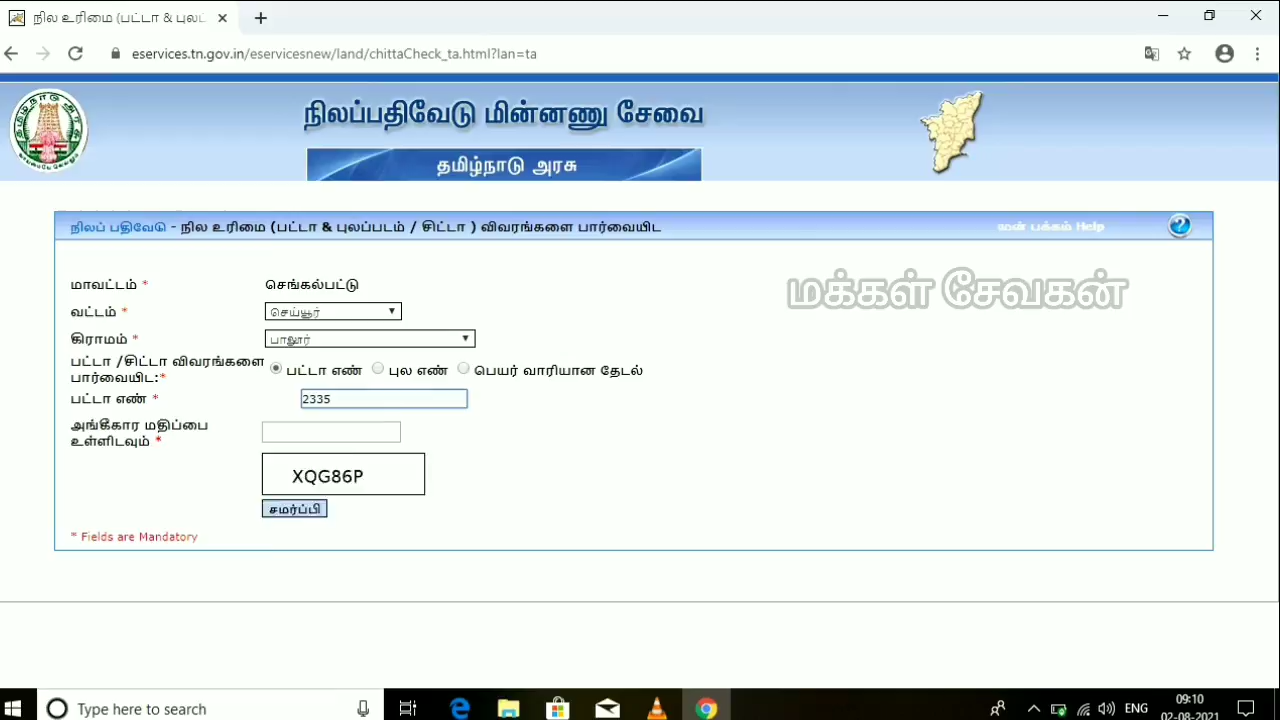 நில உரிமை (பட்டா & புலப்
eservices.tn.gov.in/eservicesnew/land/chittaCheck_ta.html?lan=ta
நிலப்பதிவேடு மின்னணு சேவை
தமிழ்நாடு அரசு
நிலப் பதிவேடு - நில உரிமை (பட்டா & புலப்படம் / சிட்டா ) விவரங்களை பார்வையிட
முன் பக்கம் Help
?
மாவட்டம் * செங்கல்பட்டு
மக்கள் சேவகன்
வட்டம் * செய்யூர்
கிராமம் * பாலூர்
பட்டா /சிட்டா விவரங்களை
பார்வையிட:* பட்டா எண் புல எண் பெயர் வாரியான தேடல்
பட்டா எண் * 2335
அங்கீகார மதிப்பை
உள்ளிடவும் *
XQG86P
சமர்ப்பி
* Fields are Mandatory
Type here to search
ENG
09:10
02-08-2021